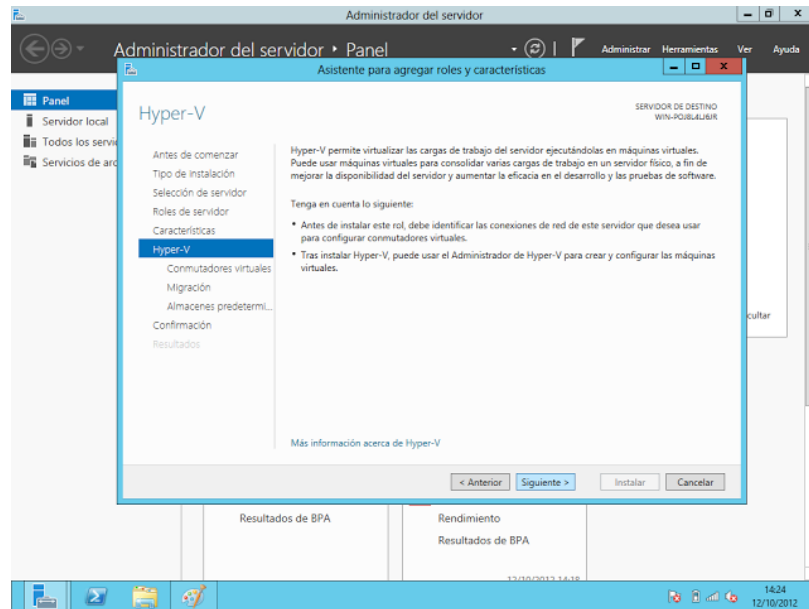 Administrador del servidor
Administrador del servidor • Panel
Administrar Herramientas Ver Ayuda
Asistente para agregar roles y características
Panel
Servidor local
Todos los servi
Servicios de arc
Hyper-V
SERVIDOR DE DESTINO
Antes de comenzar
Tipo de instalación
Selección de servidor
Roles de servidor
Características
Hyper-V
Conmutadores virtuales
Migración
Almacenes predetermi...
Confirmación
Resultados
Hyper-V permite virtualizar las cargas de trabajo del servidor ejecutándolas en máquinas virtuales.
Puede usar máquinas virtuales para consolidar varias cargas de trabajo en un servidor físico, a fin de
mejorar la disponibilidad del servidor y aumentar la eficacia en el desarrollo y las pruebas de software.
Tenga en cuenta lo siguiente:
• Antes de instalar este rol, debe identificar las conexiones de red de este servidor que desea usar
para configurar conmutadores virtuales.
• Tras instalar Hyper-V, puede usar el Administrador de Hyper-V para crear y configurar las máquinas
virtuales.
Más información acerca de Hyper-V
cultar
< Anterior Siguiente > Instalar Cancelar
Resultados de BPA
Rendimiento
Resultados de BPA
12/10/2012 14:18
14:24
12/10/2012